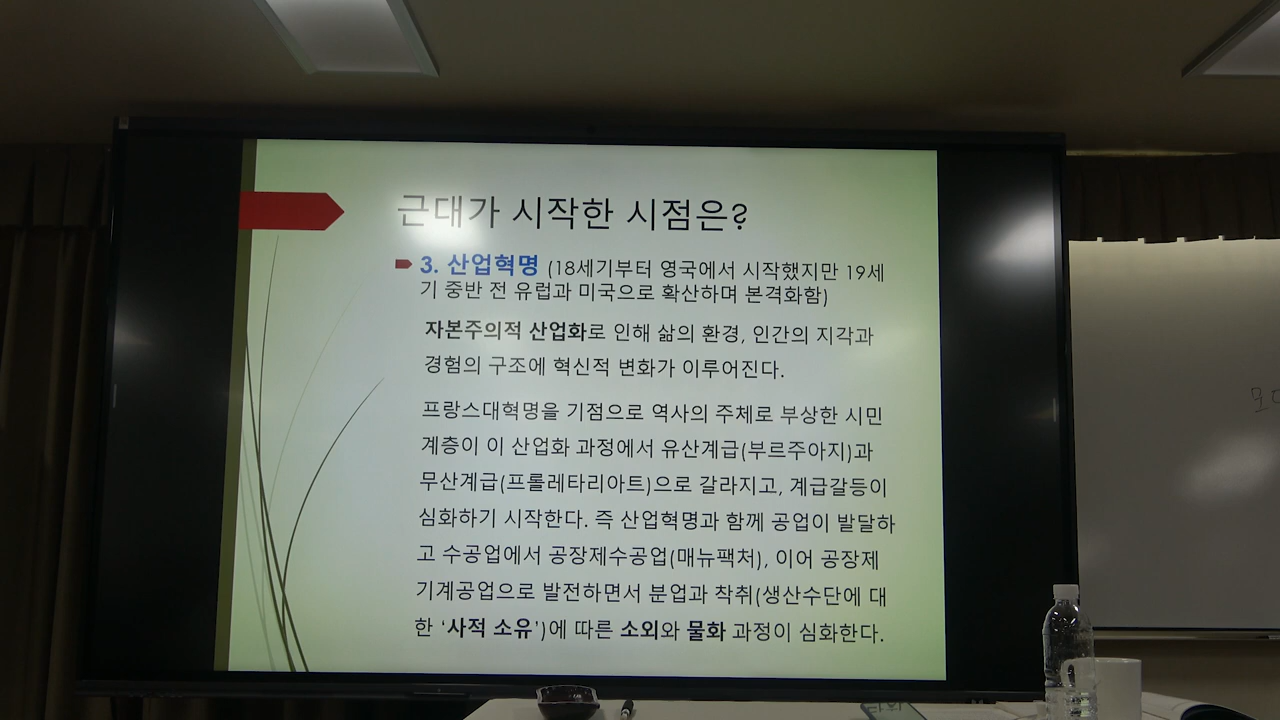 근대가 시작한 시점은?
3. 산업혁명 (18세기부터 영국에서 시작했지만 19세
기 중반 전 유럽과 미국으로 확산하며 본격화함)
자본주의적 산업화로 인해 삶의 환경, 인간의 지각과
경험의 구조에 혁신적 변화가 이루어진다.
프랑스대혁명을 기점으로 역사의 주체로 부상한 시민
계층이 이 산업화 과정에서 유산계급(부르주아지)과
무산계급(프롤레타리아트)으로 갈라지고, 계급갈등이
심화하기 시작한다. 즉 산업혁명과 함께 공업이 발달하
고 수공업에서 공장제수공업(매뉴팩처), 이어 공장제
기계공업으로 발전하면서 분업과 착취(생산수단에 대
한 ‘사적 소유’)에 따른 소외와 물화 과정이 심화한다.